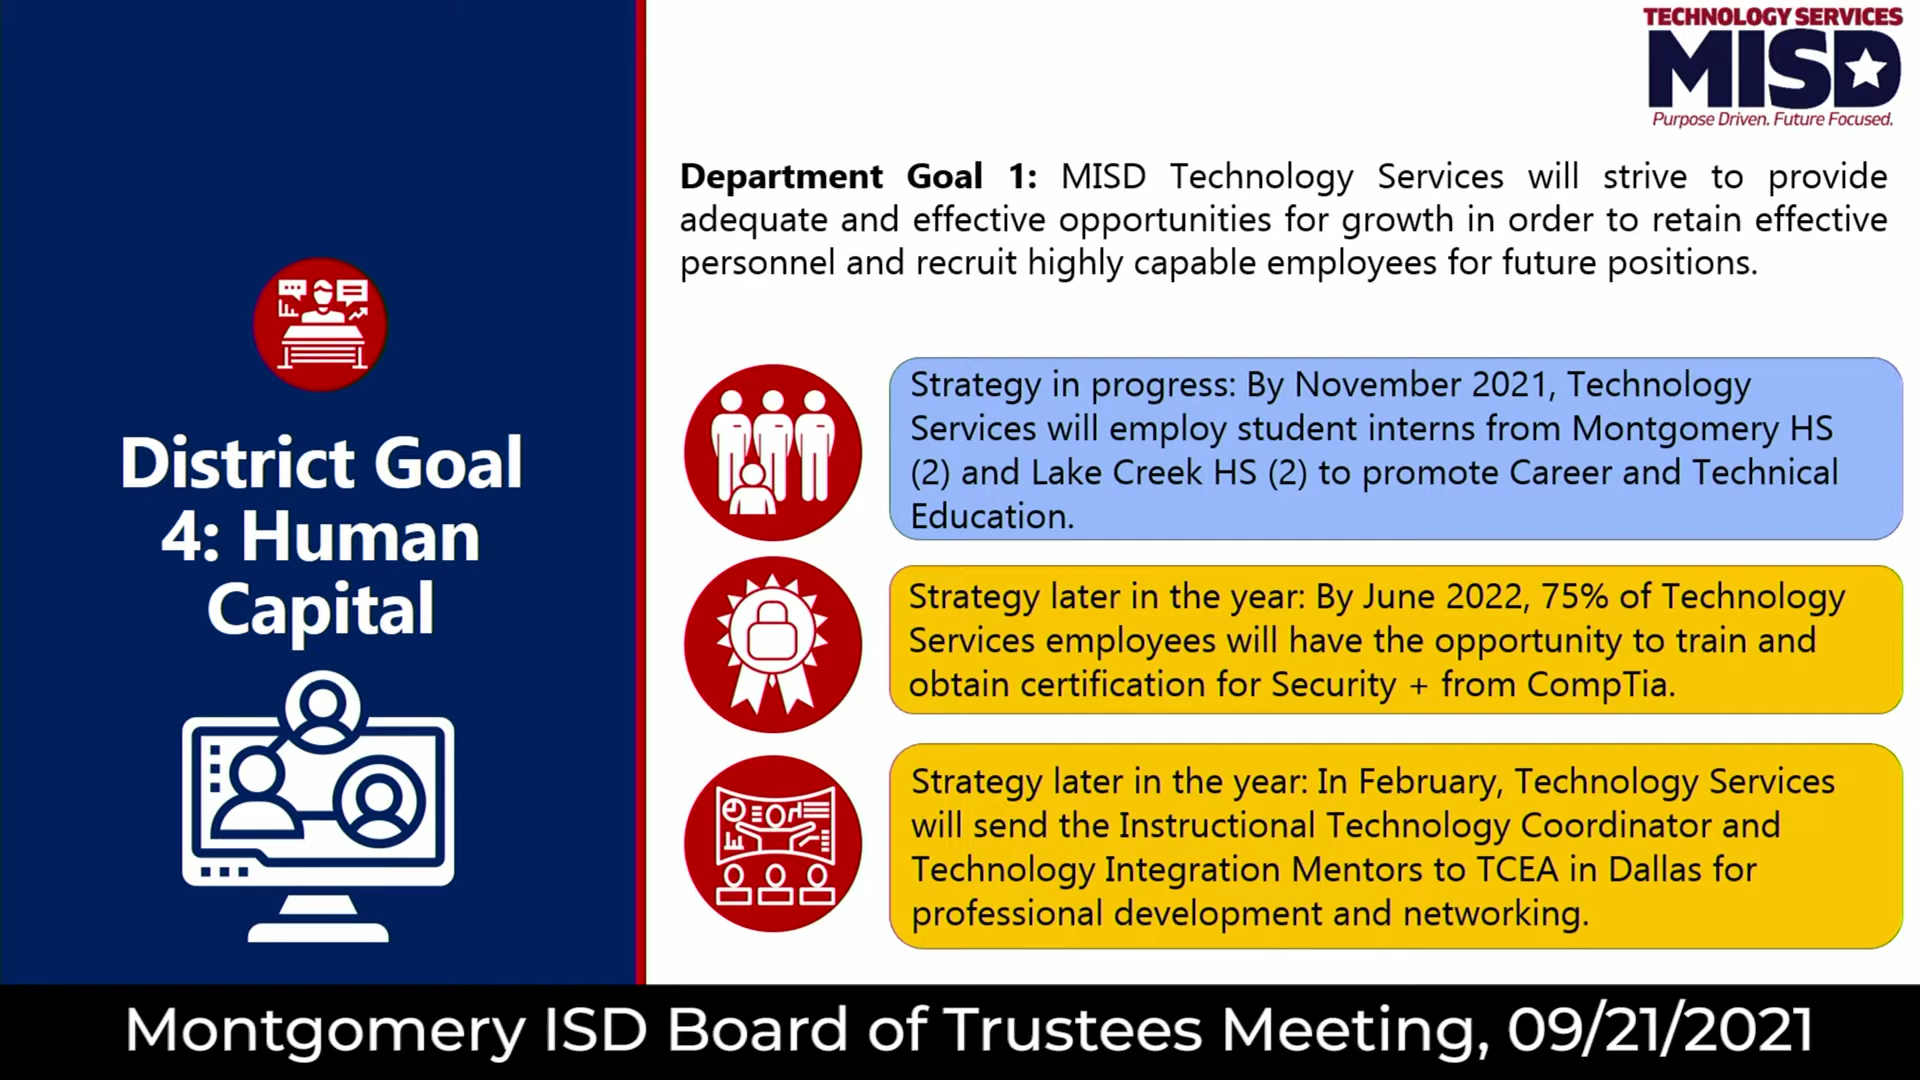 TECHNOLOGY SERVICES
MISD
Purpose Driven. Future Focused.
District Goal
4: Human
Capital
Department Goal 1: MISD Technology Services will strive to provide
adequate and effective opportunities for growth in order to retain effective
personnel and recruit highly capable employees for future positions.
Strategy in progress: By November 2021, Technology
Services will employ student interns from Montgomery HS
(2) and Lake Creek HS (2) to promote Career and Technical
Education.
Strategy later in the year: By June 2022, 75% of Technology
Services employees will have the opportunity to train and
obtain certification for Security + from CompTia.
Strategy later in the year: In February, Technology Services
will send the Instructional Technology Coordinator and
Technology Integration Mentors to TCEA in Dallas for
professional development and networking.
Montgomery ISD Board of Trustees Meeting, 09/21/2021